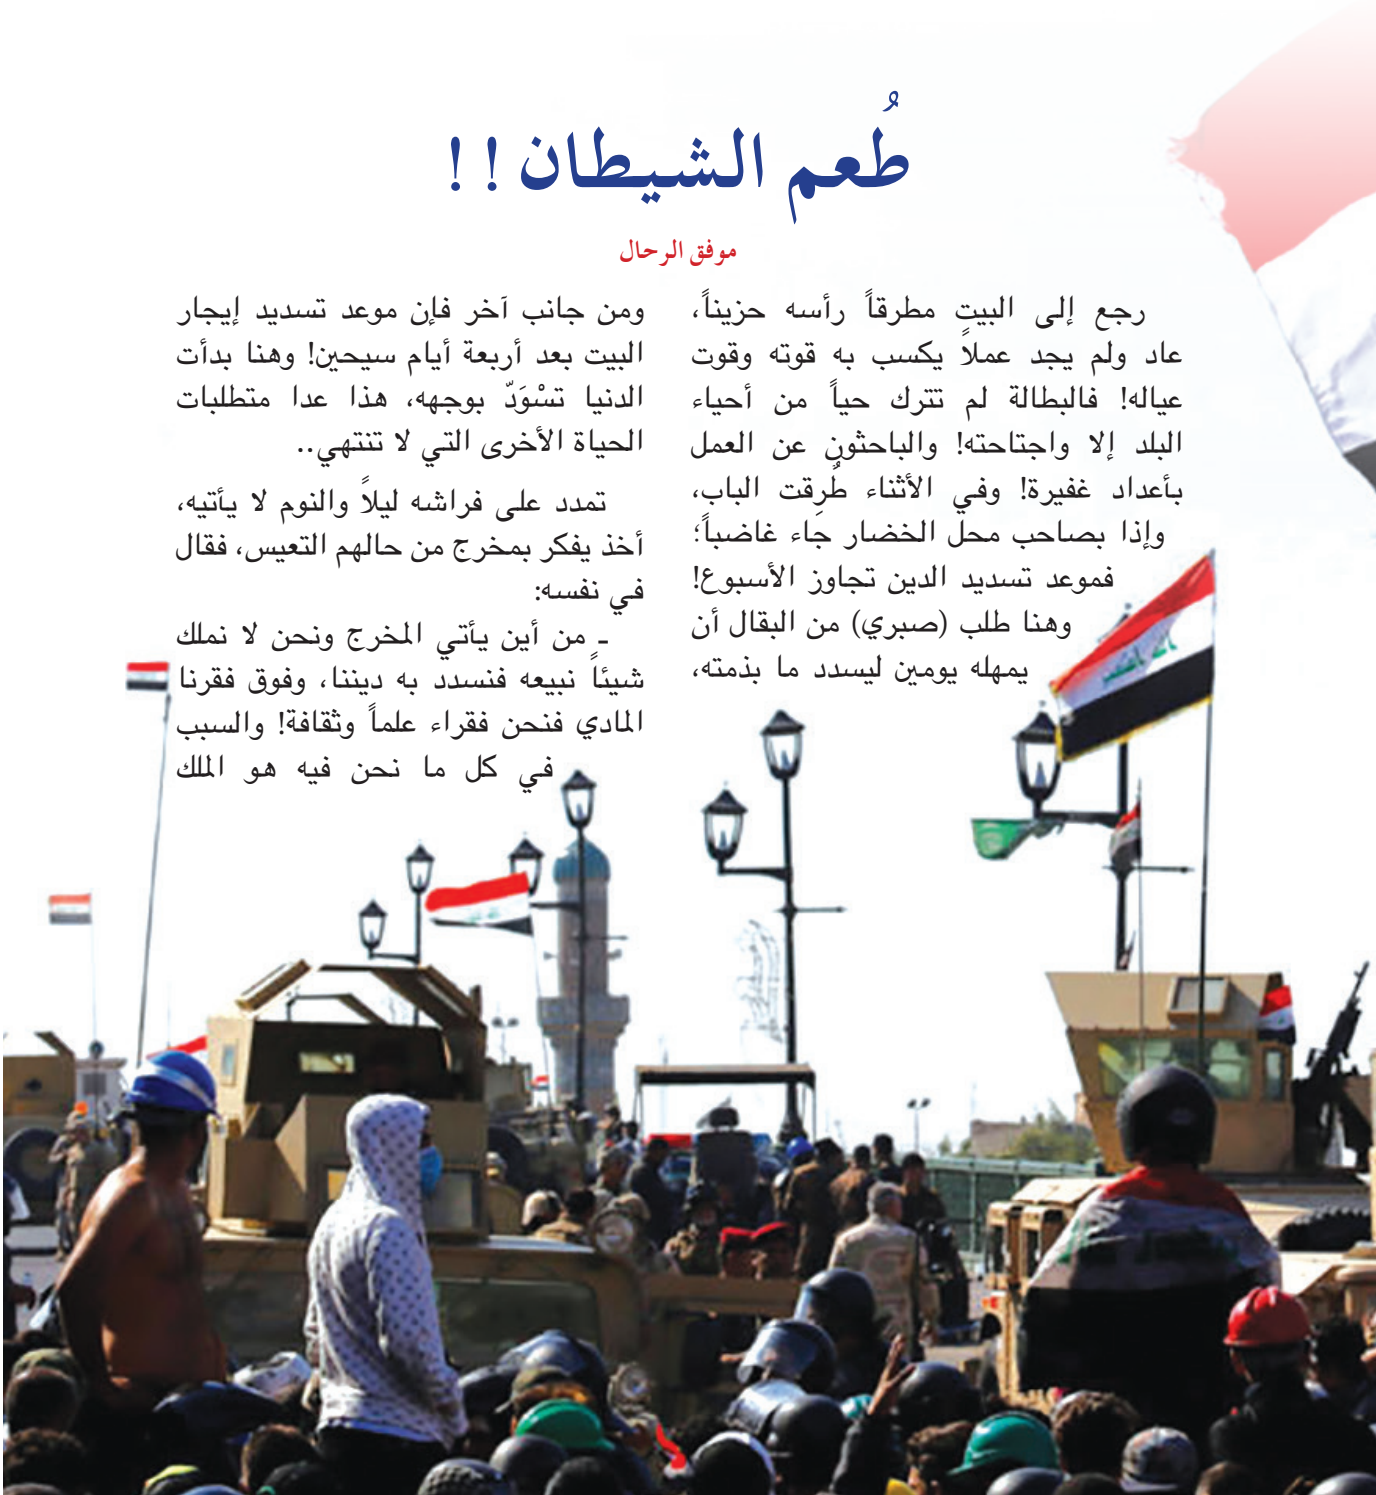 طُعم الشيطان!!
موفق الرحال
رجع إلى البيت مطرقاً رأسه حزيناً،
عاد ولم يجد عملاً يكسب به قوته وقوت
عياله! فالبطالة لم تترك حياً من أحياء
البلد إلا واجتاحته! والباحثون عن العمل
بأعداد غفيرة! وفي الأثناء طُرِقت الباب،
وإذا بصاحب محل الخضار جاء غاضباً؛
فموعد تسديد الدين تجاوز الأسبوع!
وهنا طلب (صبري) من البقال أن
يمهله يومين ليسدد ما بذمته،
ومن جانب آخر فإن موعد تسديد إيجار
البيت بعد أربعة أيام سيحين! وهنا بدأت
الدنيا تسْوَدّ بوجهه، هذا عدا متطلبات
الحياة الأخرى التي لا تنتهي..
تمدد على فراشه ليلاً والنوم لا يأتيه،
أخذ يفكر بمخرج من حالهم التعيس، فقال
في نفسه:
ـ من أين يأتي المخرج ونحن لا نملك
شيئاً نبيعه فنسدد به ديننا، وفوق فقرنا
المادي فنحن فقراء علماً وثقافة! والسبب
في كل ما نحن فيه هو الملك